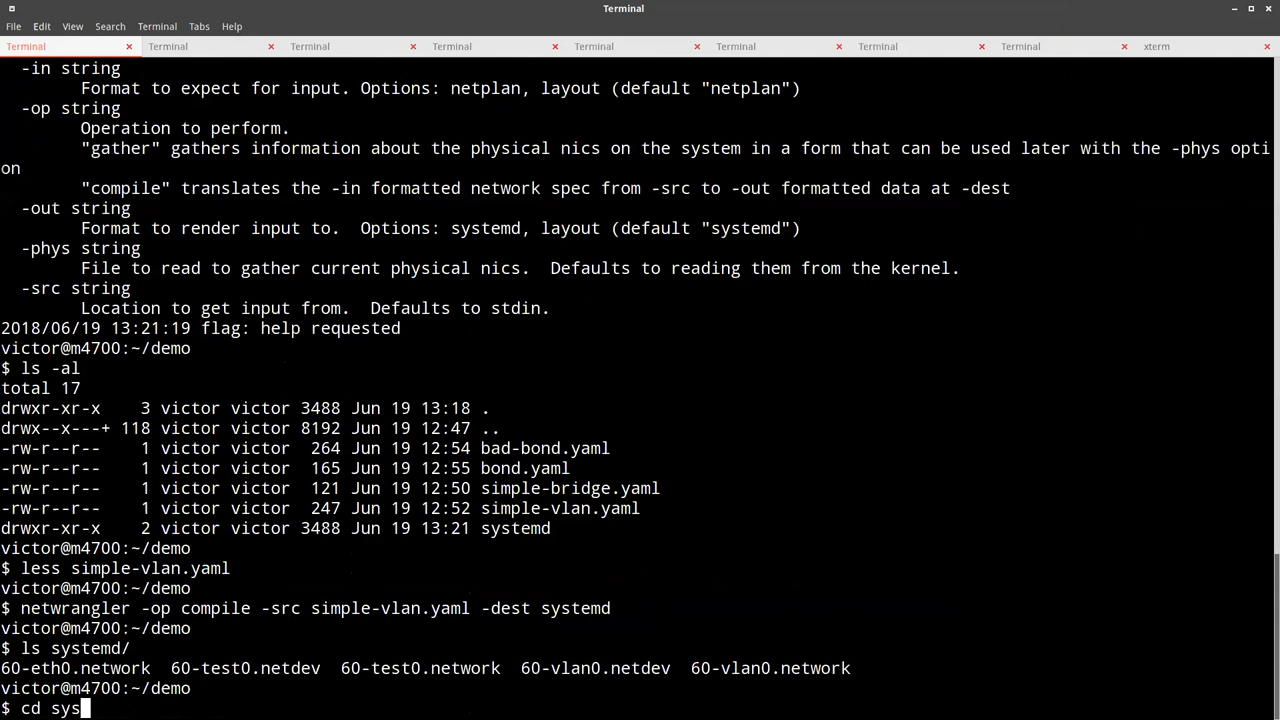 Terminal
File Edit View Search Terminal Tabs Help
Terminal Terminal Terminal Terminal Terminal Terminal Terminal Terminal xterm
-in string
Format to expect for input. Options: netplan, layout (default "netplan")
-op string
Operation to perform.
"gather" gathers information about the physical nics on the system in a form that can be used later with the -phys opti
on
"compile" translates the -in formatted network spec from -src to -out formatted data at -dest
-out string
Format to render input to.  Options: systemd, layout (default "systemd")
-phys string
File to read to gather current physical nics.  Defaults to reading them from the kernel.
-src string
Location to get input from.  Defaults to stdin.
2018/06/19 13:21:19 flag: help requested
victor@m4700:~/demo
$ ls -al
total 17
drwxr-xr-x    3 victor victor 3488 Jun 19 13:18 .
drwx--x---+ 118 victor victor 8192 Jun 19 12:47 ..
-rw-r--r--    1 victor victor  264 Jun 19 12:54 bad-bond.yaml
-rw-r--r--    1 victor victor  165 Jun 19 12:55 bond.yaml
-rw-r--r--    1 victor victor  121 Jun 19 12:50 simple-bridge.yaml
-rw-r--r--    1 victor victor  247 Jun 19 12:52 simple-vlan.yaml
drwxr-xr-x    2 victor victor 3488 Jun 19 13:21 systemd
victor@m4700:~/demo
$ less simple-vlan.yaml
victor@m4700:~/demo
$ netwrangler -op compile -src simple-vlan.yaml -dest systemd
victor@m4700:~/demo
$ ls systemd/
60-eth0.network  60-test0.netdev  60-test0.network  60-vlan0.netdev  60-vlan0.network
victor@m4700:~/demo
$ cd sys